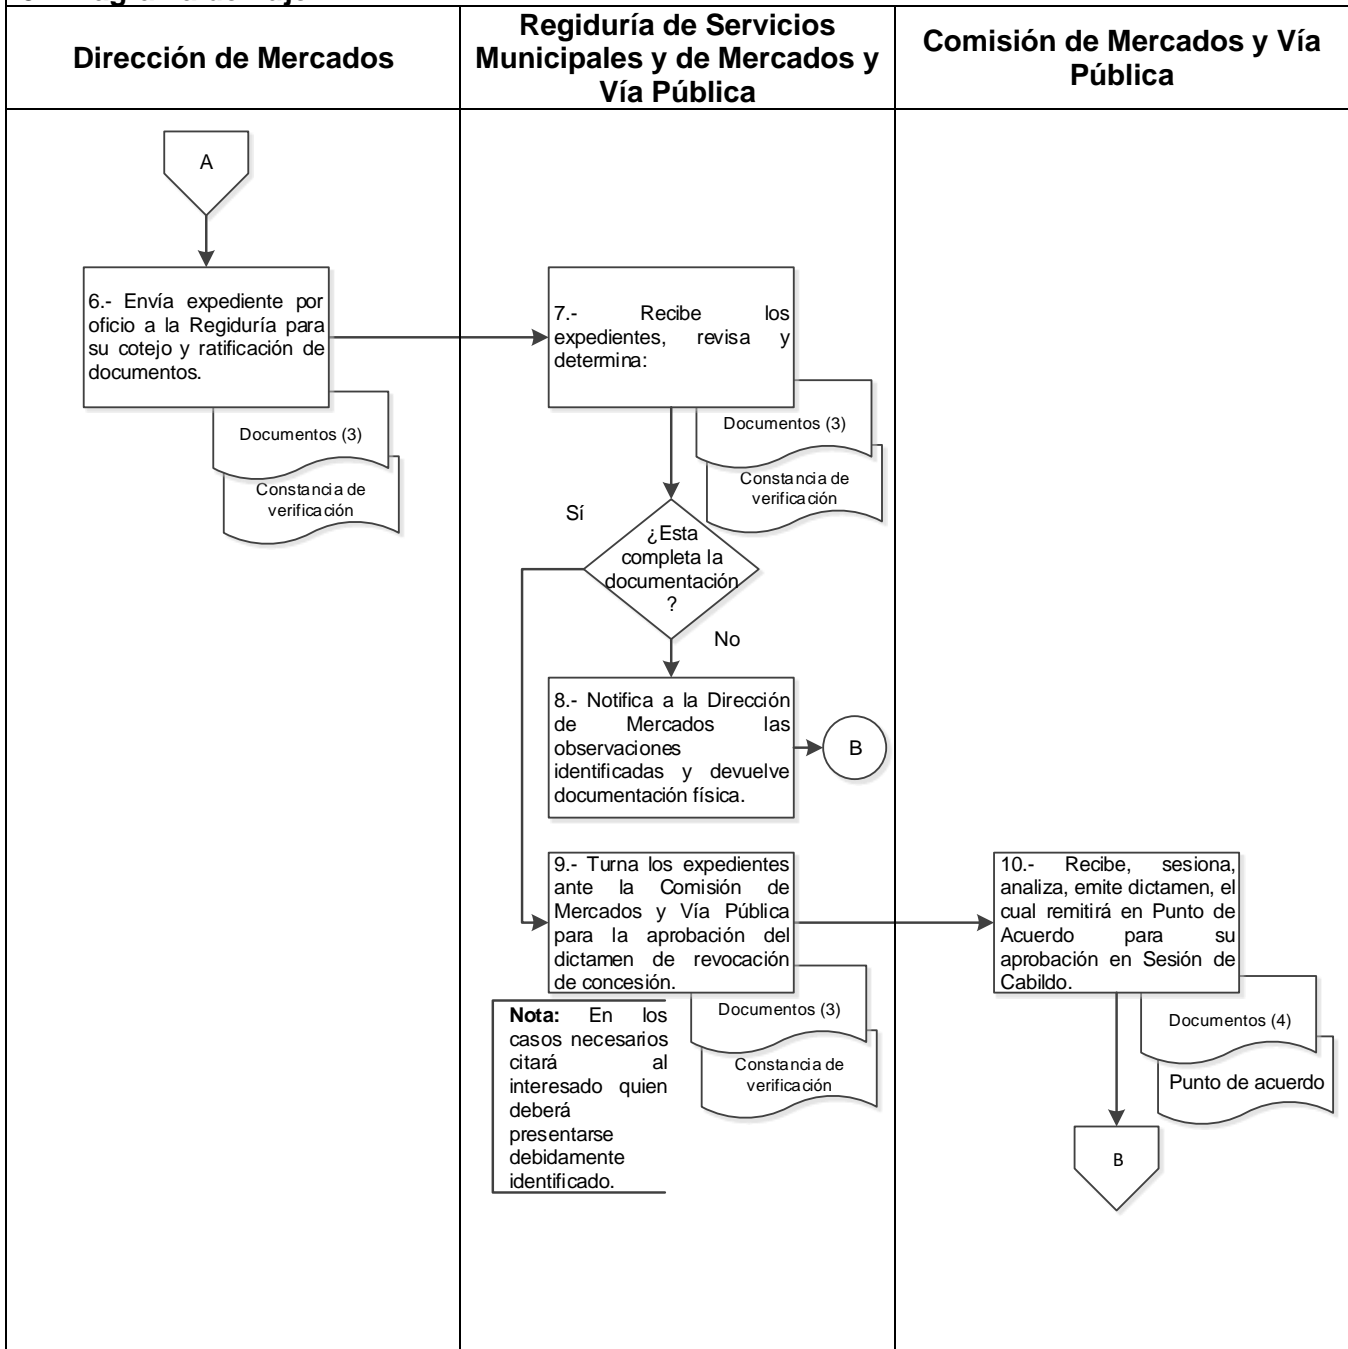 Dirección de Mercados
Regiduría de Servicios
Municipales y de Mercados y
Vía Pública
Comisión de Mercados y Vía
Pública
A
6.- Envía expediente por
oficio a la Regiduría para
su cotejo y ratificación de
documentos.
Documentos (3)
Constancia de
verificación
7.- Recibe los
expedientes, revisa y
determina:
Documentos (3)
Constancia de
verificación
Sí
¿Esta
completa la
documentación
?
No
8.- Notifica a la Dirección
de Mercados las
observaciones
identificadas y devuelve
documentación física.
B
9.- Turna los expedientes
ante la Comisión de
Mercados y Vía Pública
para la aprobación del
dictamen de revocación
de concesión.
Documentos (3)
Constancia de
verificación
Nota: En los
casos necesarios
citará al
interesado quien
deberá
presentarse
debidamente
identificado.
10.- Recibe, sesiona,
analiza, emite dictamen, el
cual remitirá en Punto de
Acuerdo para su
aprobación en Sesión de
Cabildo.
Documentos (4)
Punto de acuerdo
B